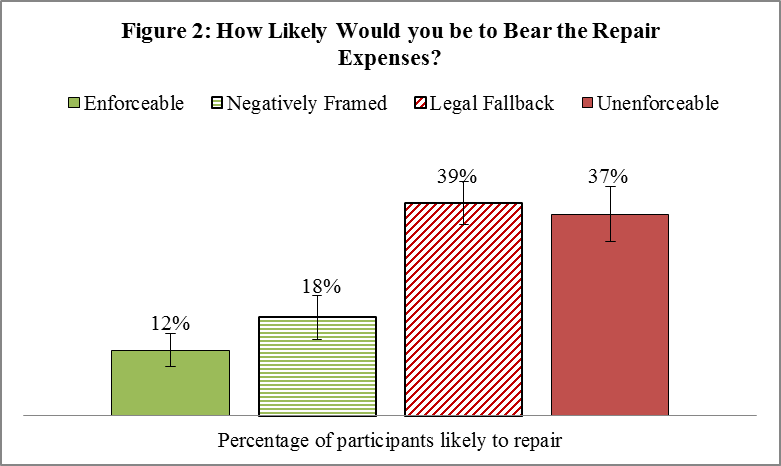 Figure 2: How Likely Would you be to Bear the Repair
Expenses?
Enforceable Negatively Framed Legal Fallback Unenforceable
39% 37%
18%
12%
Percentage of participants likely to repair